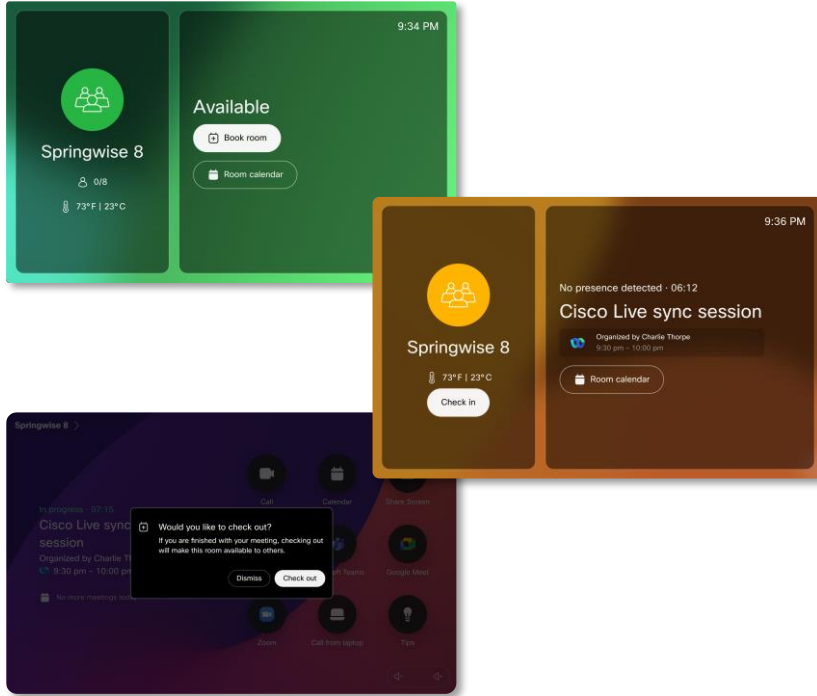 9:34 PM
Springwise 8
0/8
73°F | 23°C
Available
Book room
Room calendar
9:36 PM
Springwise 8
73°F | 23°C
Check in
No presence detected · 06:12
Cisco Live sync session
Organized by Charlie Thorpe
9:30 pm – 10:00 pm
Room calendar
Springwise 8
In progress · 07:15
Cisco Live sync
session
Organized by Charlie
8:30 pm – 10:00 pm
No more meetings today
Call
Calendar
Share Screen
Teams
Google Meet
Zoom
Call from laptop
Tips
Would you like to check out?
If you are finished with your meeting, checking out
will make this room available to others.
Dismiss
Check out